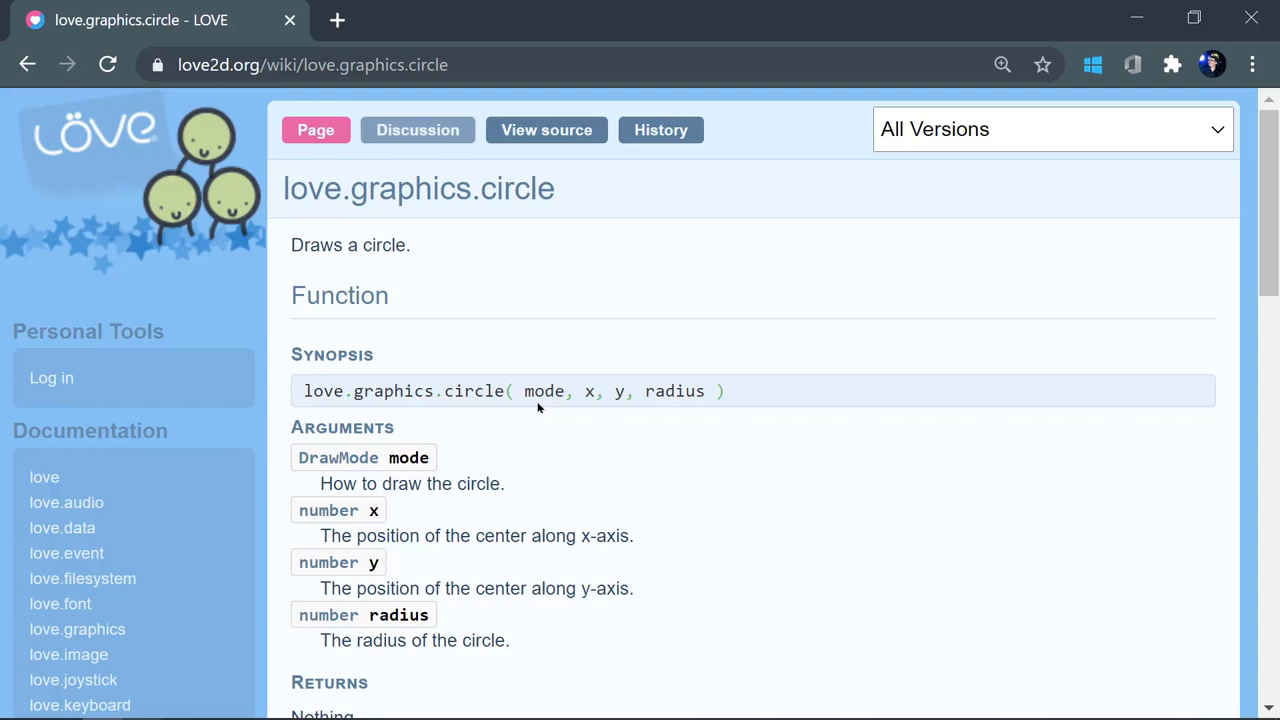 love.graphics.circle - LOVE
love2d.org/wiki/love.graphics.circle
LÖVE
Page
Discussion
View source
History
All Versions
love.graphics.circle
Draws a circle.
Function
SYNOPSIS
love.graphics.circle( mode, x, y, radius )
ARGUMENTS
DrawMode mode
How to draw the circle.
number x
The position of the center along x-axis.
number y
The position of the center along y-axis.
number radius
The radius of the circle.
RETURNS
Nothing
Personal Tools
Log in
Documentation
love
love.audio
love.data
love.event
love.filesystem
love.font
love.graphics
love.image
love.joystick
love.keyboard